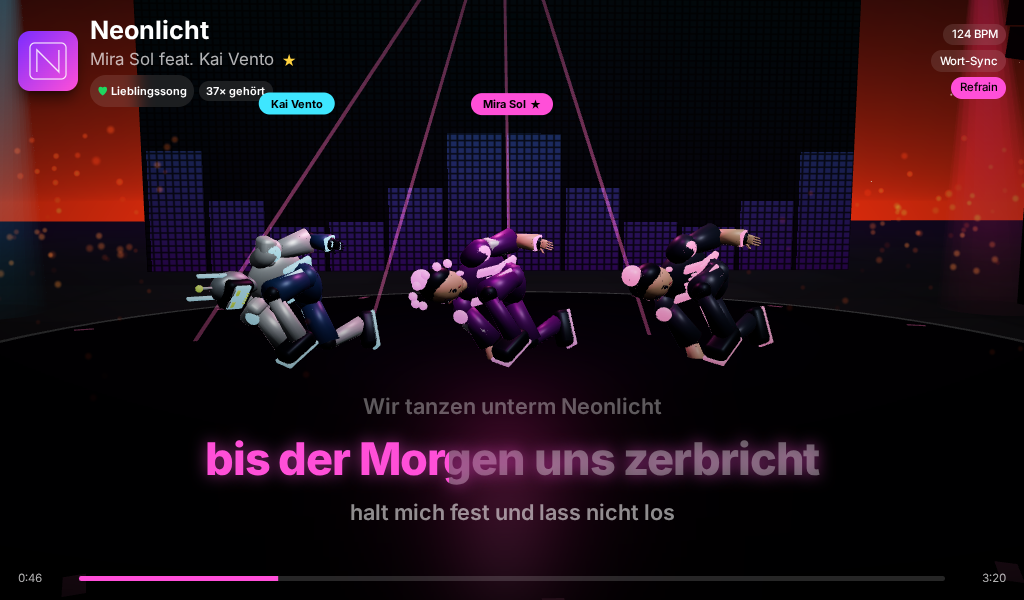 N
Neonlicht
Mira Sol feat. Kai Vento ★
Lieblingssong
37× gehört
Kai Vento
Mira Sol ★
124 BPM
Wort-Sync
Refrain
Wir tanzen unterm Neonlicht
bis der Morgen uns zerbricht
halt mich fest und lass nicht los
0:46
3:20